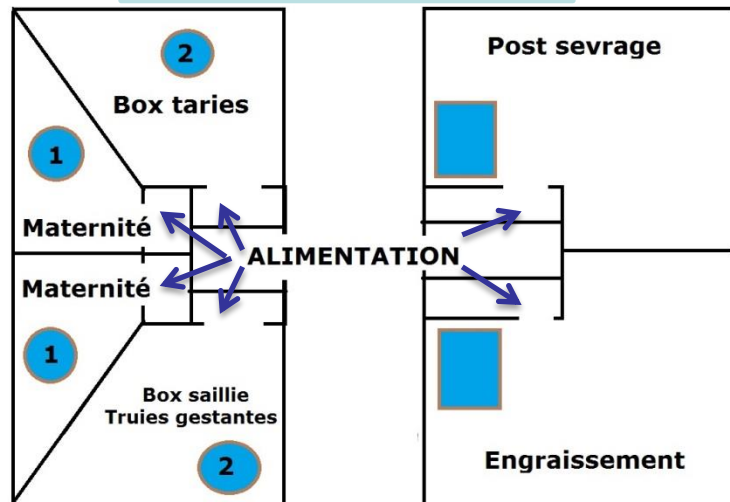 2
Box taries
1
Maternité
Maternité
1
Box saillie
Truies gestantes
2
ALIMENTATION
Post sevrage
Engraissement